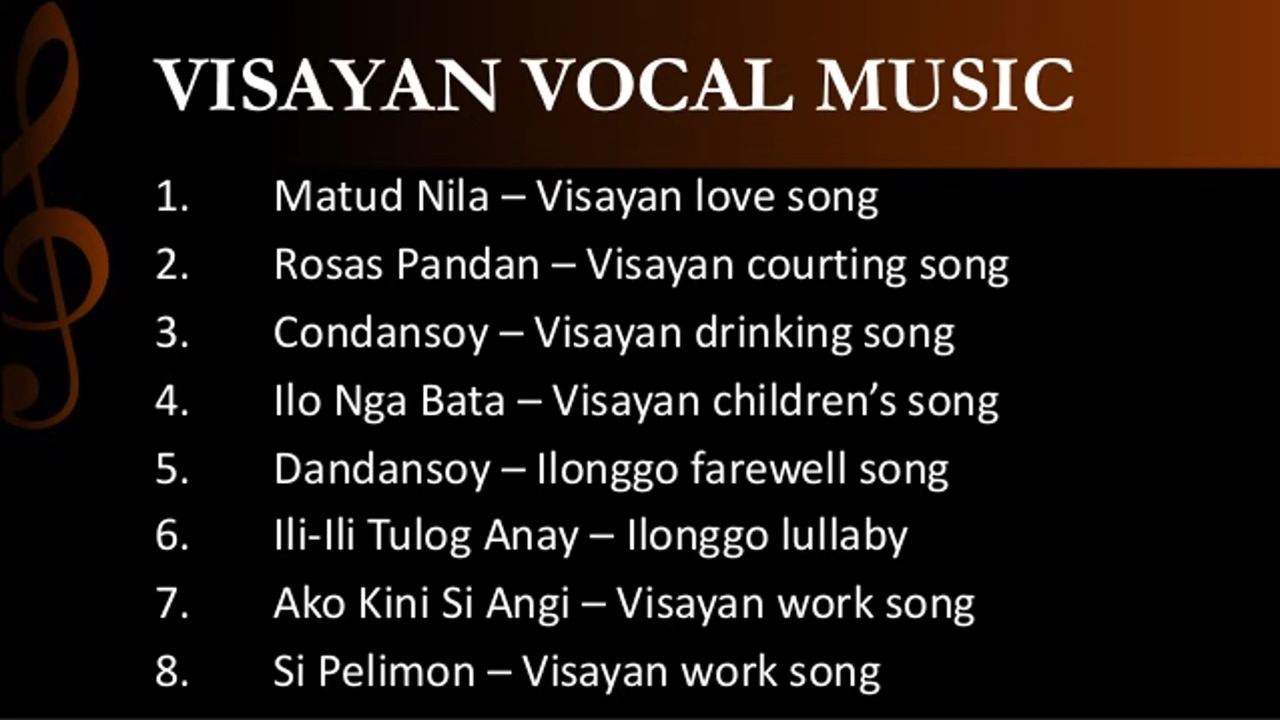 VISAYAN VOCAL MUSIC
1. Matud Nila – Visayan love song
2. Rosas Pandan – Visayan courting song
3. Condansoy – Visayan drinking song
4. Ilo Nga Bata – Visayan children’s song
5. Dandansoy – Ilonggo farewell song
6. Ili-Ili Tulog Anay – Ilonggo lullaby
7. Ako Kini Si Angi – Visayan work song
8. Si Pelimon – Visayan work song